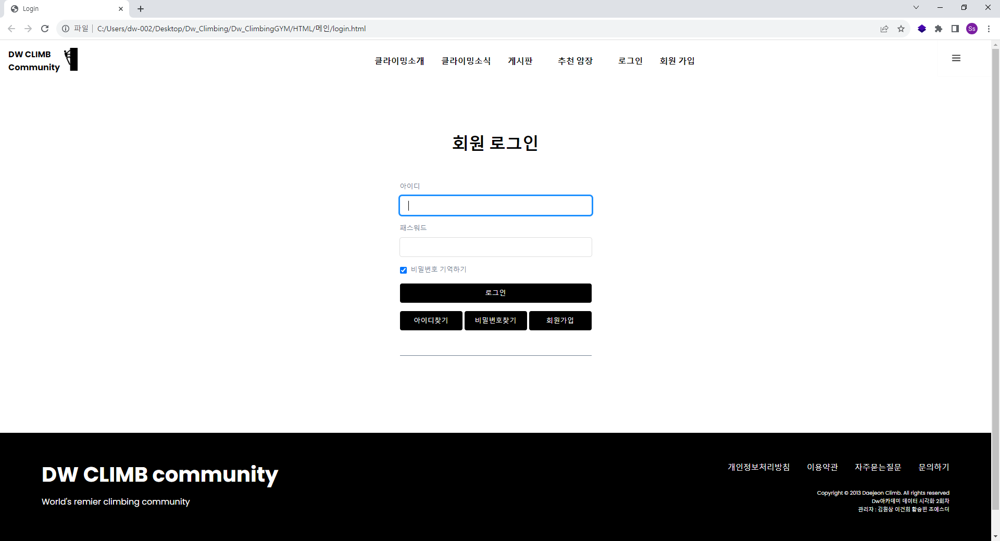 Login
파일
C:/Users/dw-002/Desktop/Dw_Climbing/Dw_ClimbingGYM/HTML/메인/login.html
Ss
DW CLIMB
Community
클라이밍소개 클라이밍소식 게시판 추천 암장 로그인 회원 가입
회원 로그인
아이디
패스워드
비밀번호 기억하기
로그인
아이디찾기 비밀번호찾기 회원가입
DW CLIMB community
World's remier climbing community
개인정보처리방침 이용약관 자주묻는질문 문의하기
Copyright © 2013 Daejeon Climb. All rights reserved
Dw아카데미 데이터 시각화 2회차
관리자 : 김원상 이건희 황승빈 조에스더